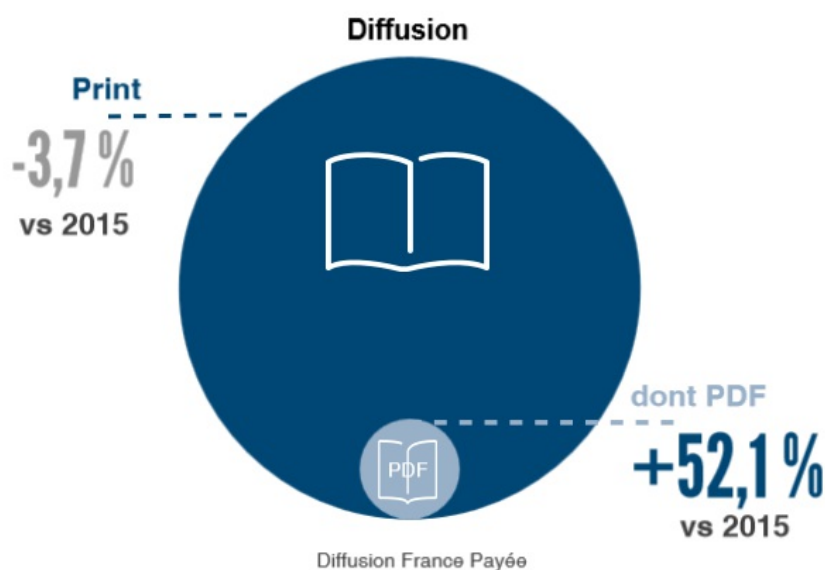 Diffusion
Print
-3,7 %
vs 2015
PDF
dont PDF
+52,1 %
vs 2015
Diffusion France Payée